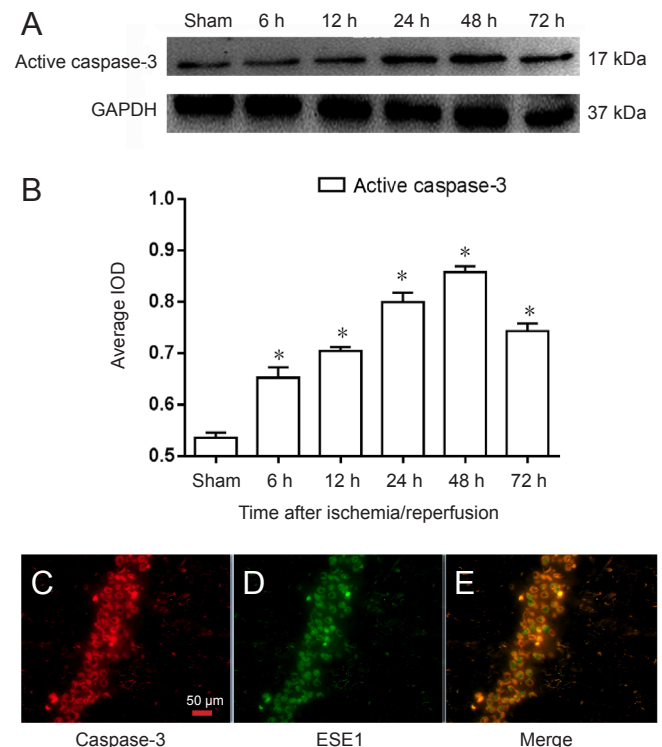 A
Sham 6 h 12 h 24 h 48 h 72 h
Active caspase-3 17 kDa
GAPDH 37 kDa
B
Active caspase-3
1.0
0.9
0.8
0.7
0.6
0.5
Average IOD
* * * * *
Sham 6 h 12 h 24 h 48 h 72 h
Time after ischemia/reperfusion
C D E
50 μm
Caspase-3 ESE1 Merge